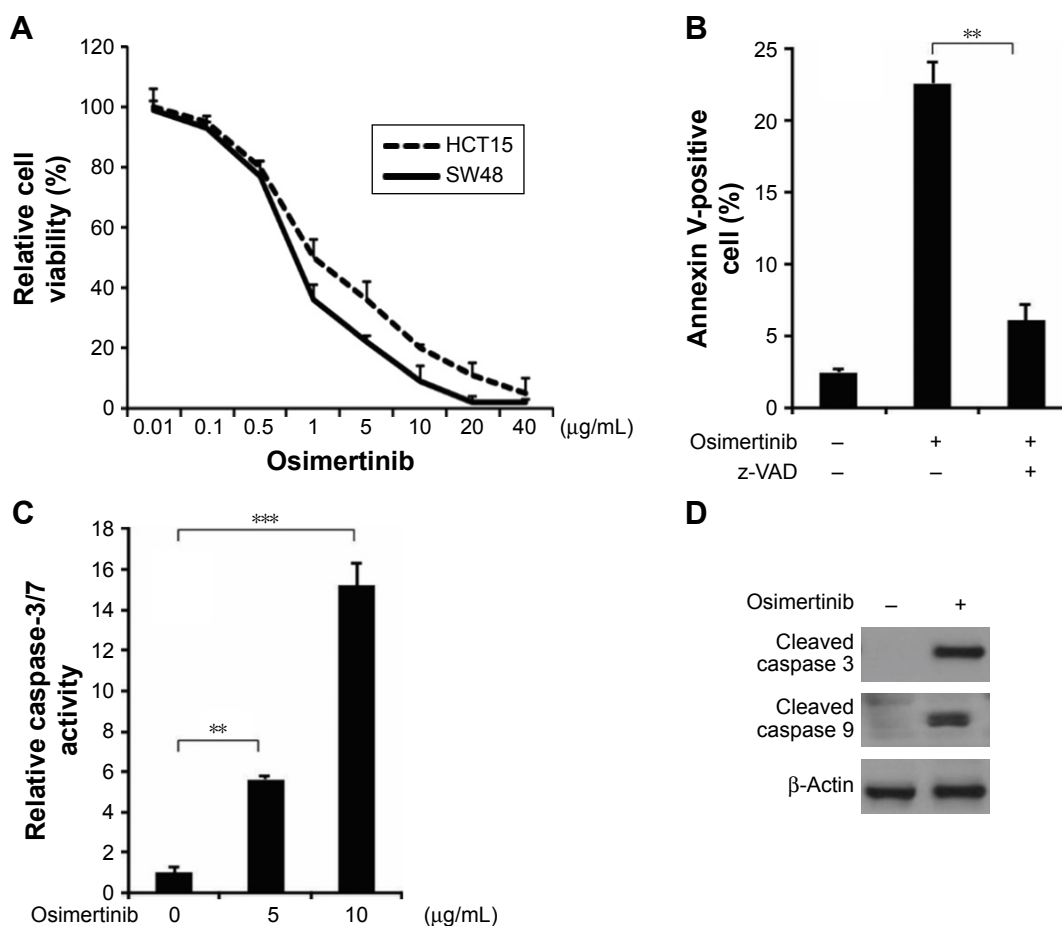 A
Relative cell
viability (%)
120
100
80
60
40
20
0
HCT15
SW48
0.01 0.1 0.5 1 5 10 20 40 (μg/mL)
Osimertinib
B
Annexin V-positive
cell (%)
25
20
15
10
5
0
**
Osimertinib – + +
z-VAD – – +
C
Relative caspase-3/7
activity
18
16
14
12
10
8
6
4
2
0
***
**
Osimertinib 0 5 10 (μg/mL)
D
Osimertinib – +
Cleaved
caspase 3
Cleaved
caspase 9
β-Actin